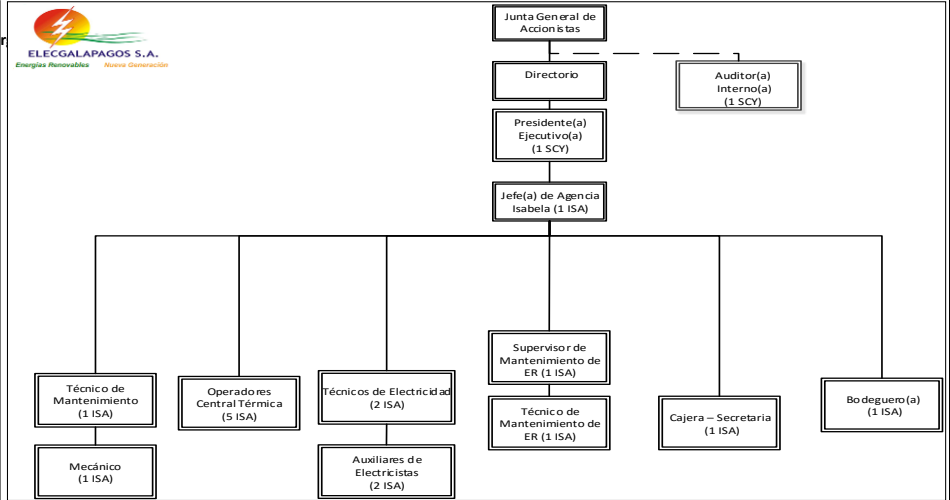 r,
ELECGALAPAGOS S.A.
Energías Renovables Nueva Generación
Junta General de
Accionistas
Directorio
Auditor(a)
Interno(a)
(1 SCY)
Presidente(a)
Ejecutivo(a)
(1 SCY)
Jefe(a) de Agencia
Isabela (1 ISA)
Técnico de
Mantenimiento
(1 ISA)
Mecánico
(1 ISA)
Operadores
Central Térmica
(5 ISA)
Técnicos de Electricidad
(2 ISA)
Auxiliares de
Electricistas
(2 ISA)
Supervisor de
Mantenimiento de
ER (1 ISA)
Técnico de
Mantenimiento de
ER (1 ISA)
Cajera – Secretaria
(1 ISA)
Bodeguero(a)
(1 ISA)